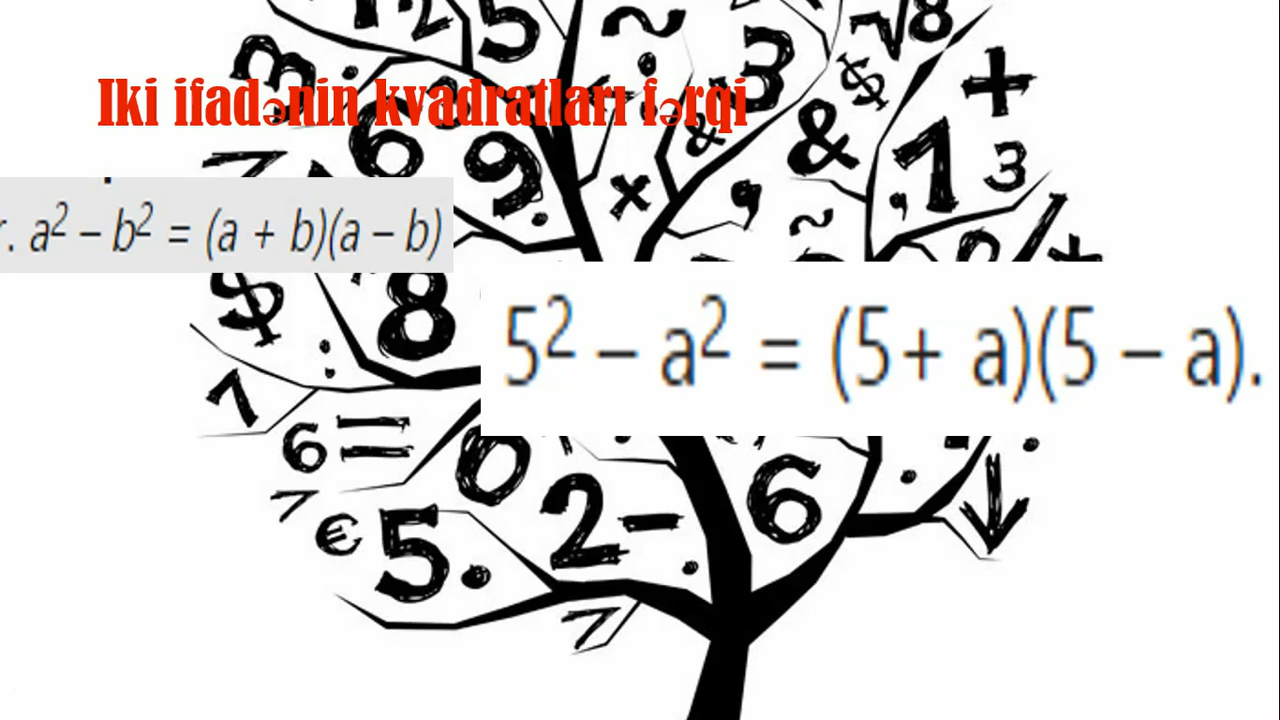 Iki ifadənin kvadratları fərqi
r. a² – b² = (a + b)(a – b)
5² – a² = (5+ a)(5 – a).